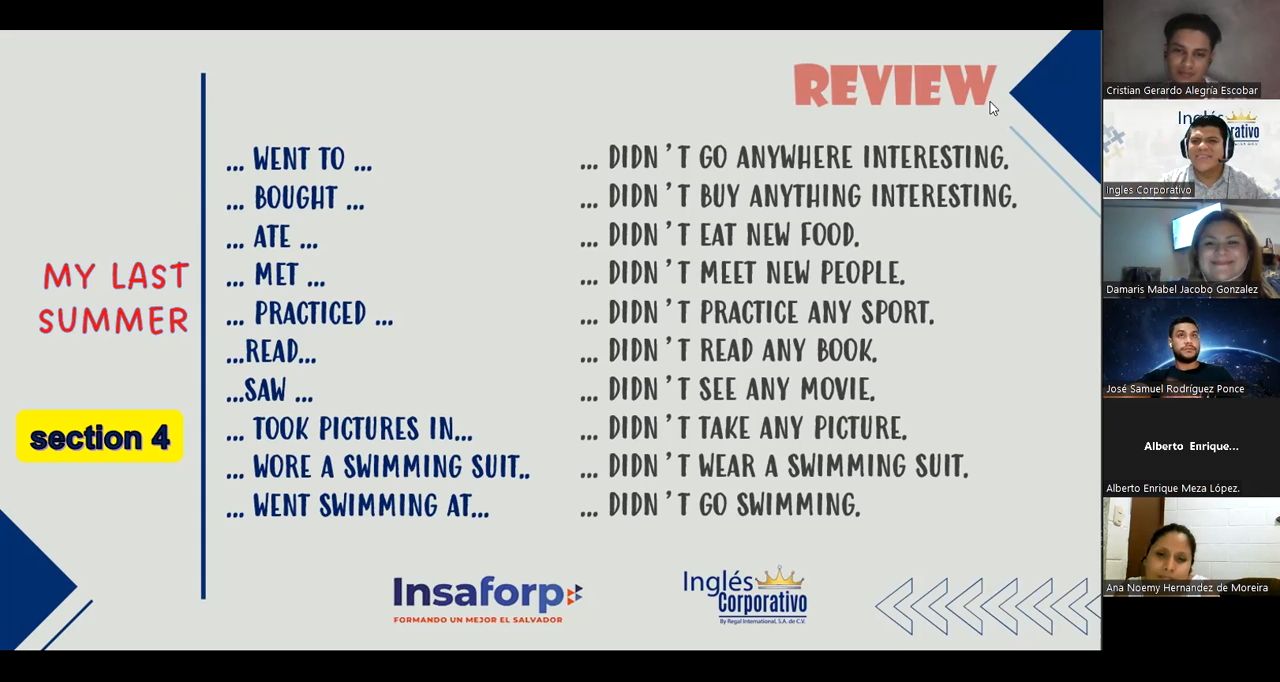 REVIEW
MY LAST
SUMMER
section 4
... WENT TO ...
... BOUGHT ...
... ATE ...
... MET ...
... PRACTICED ...
...READ...
...SAW ...
... TOOK PICTURES IN...
... WORE A SWIMMING SUIT..
... WENT SWIMMING AT...
... DIDN'T GO ANYWHERE INTERESTING.
... DIDN'T BUY ANYTHING INTERESTING.
... DIDN'T EAT NEW FOOD.
... DIDN'T MEET NEW PEOPLE.
... DIDN'T PRACTICE ANY SPORT.
... DIDN'T READ ANY BOOK.
... DIDN'T SEE ANY MOVIE.
... DIDN'T TAKE ANY PICTURE.
... DIDN'T WEAR A SWIMMING SUIT.
... DIDN'T GO SWIMMING.
Insaforp
FORMANDO UN MEJOR EL SALVADOR
Inglés
Corporativo
By Regal International, S.A. de C.V.
Cristian Gerardo Alegría Escobar
Inglés
rativo
Ingles Corporativo
Damaris Mabel Jacobo Gonzalez
José Samuel Rodríguez Ponce
Alberto Enrique...
Alberto Enrique Meza López.
Ana Noemy Hernandez de Moreira